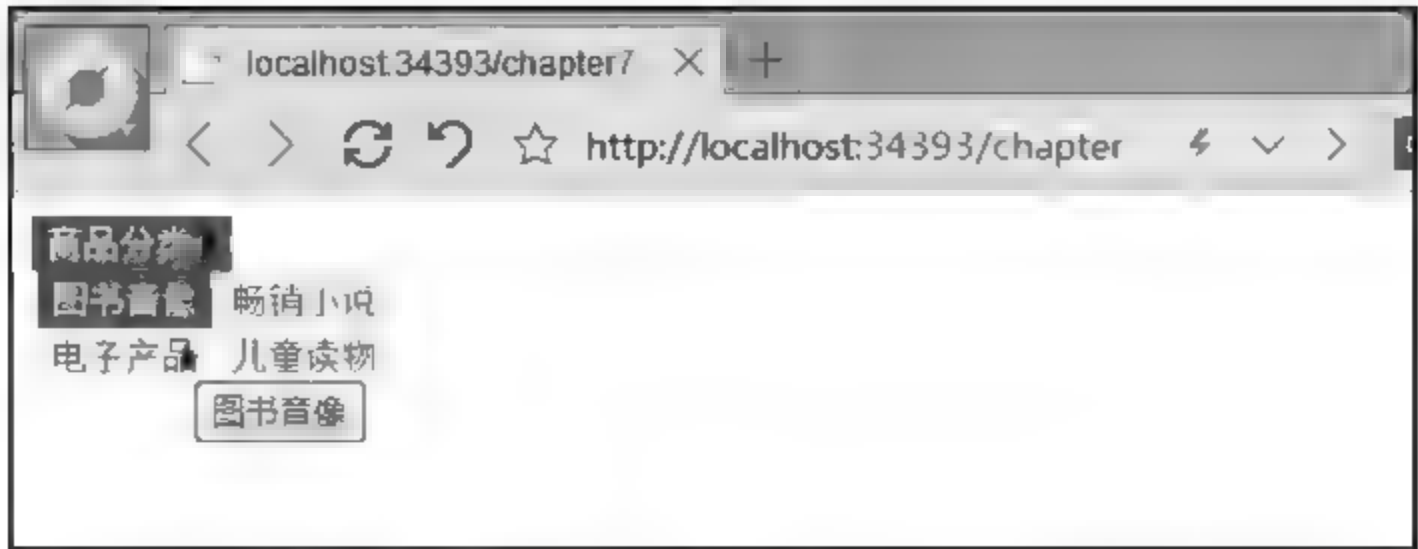 localhost:34393/chapter7
http://localhost:34393/chapter
商品分类
图书音像 畅销小说
电子产品 儿童读物
图书音像